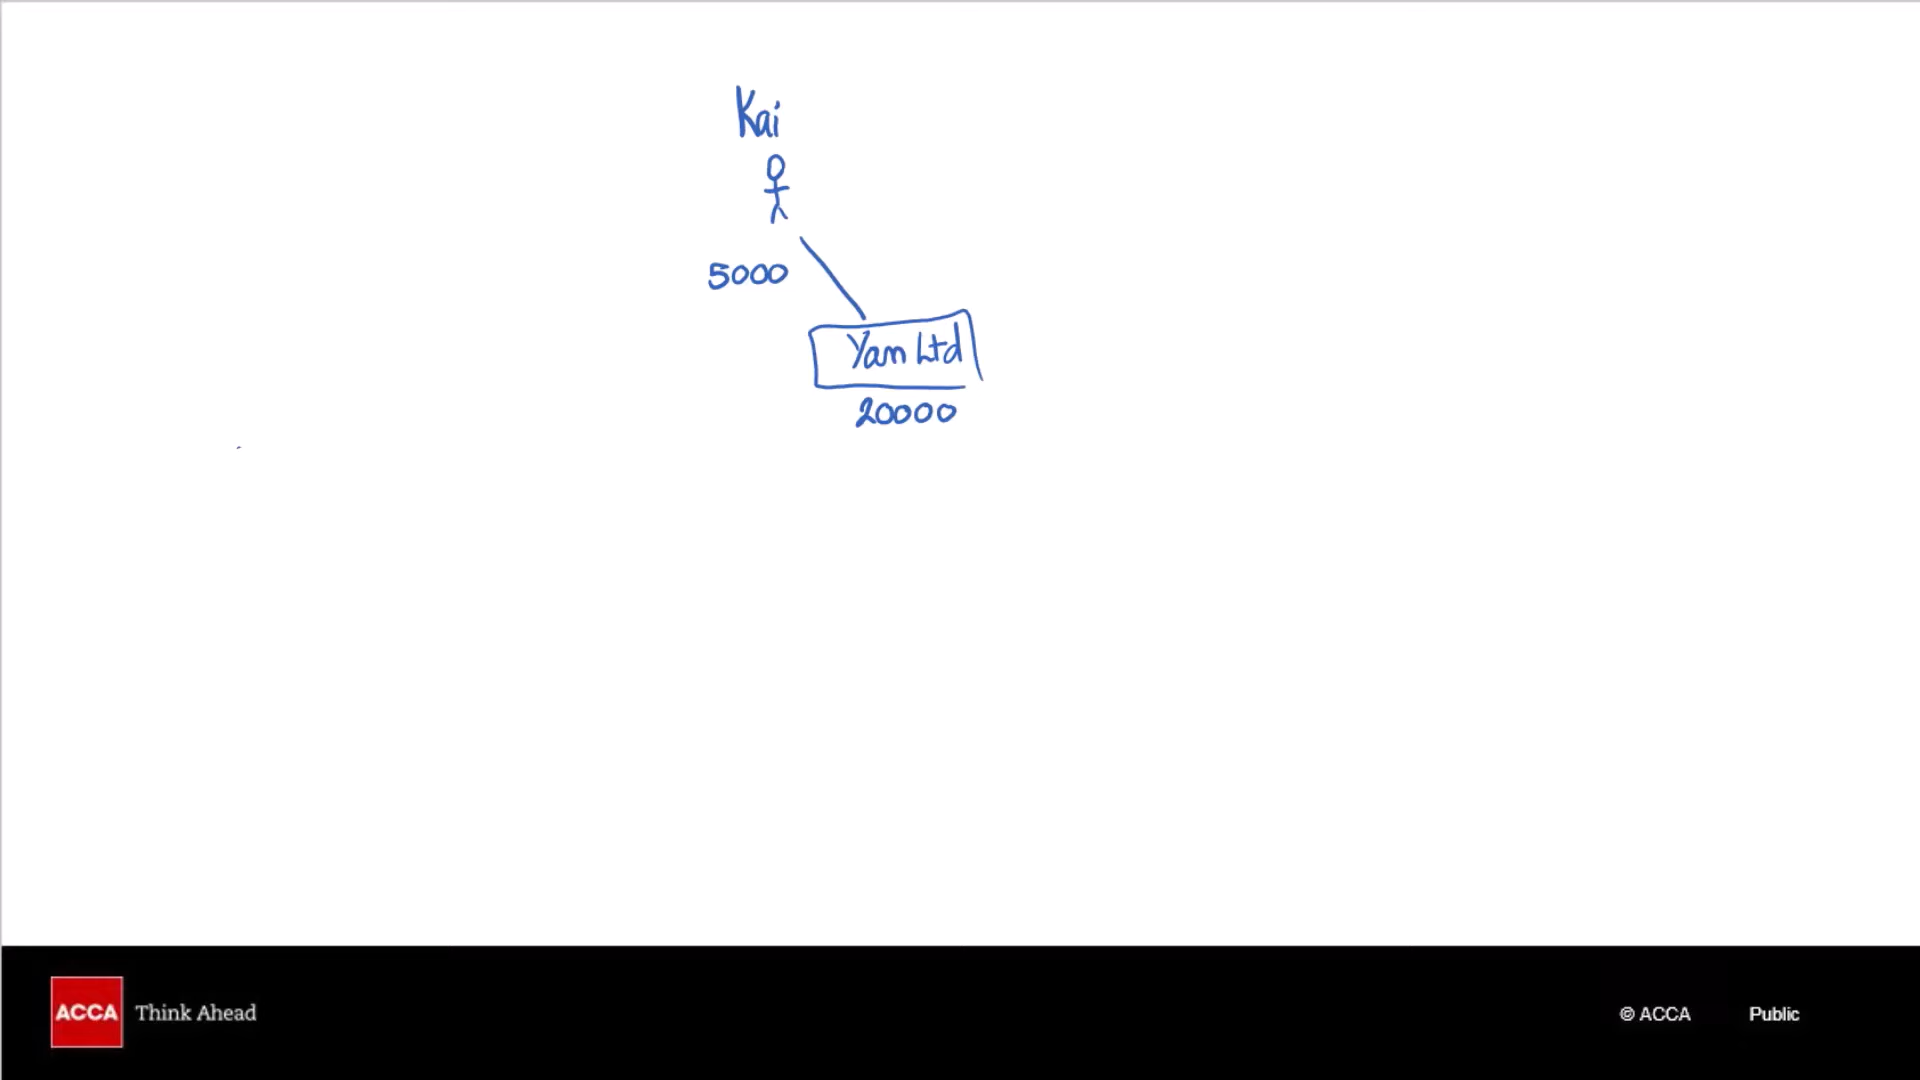 Kai
5000
Yam Ltd
20000
ACCA Think Ahead
© ACCA Public